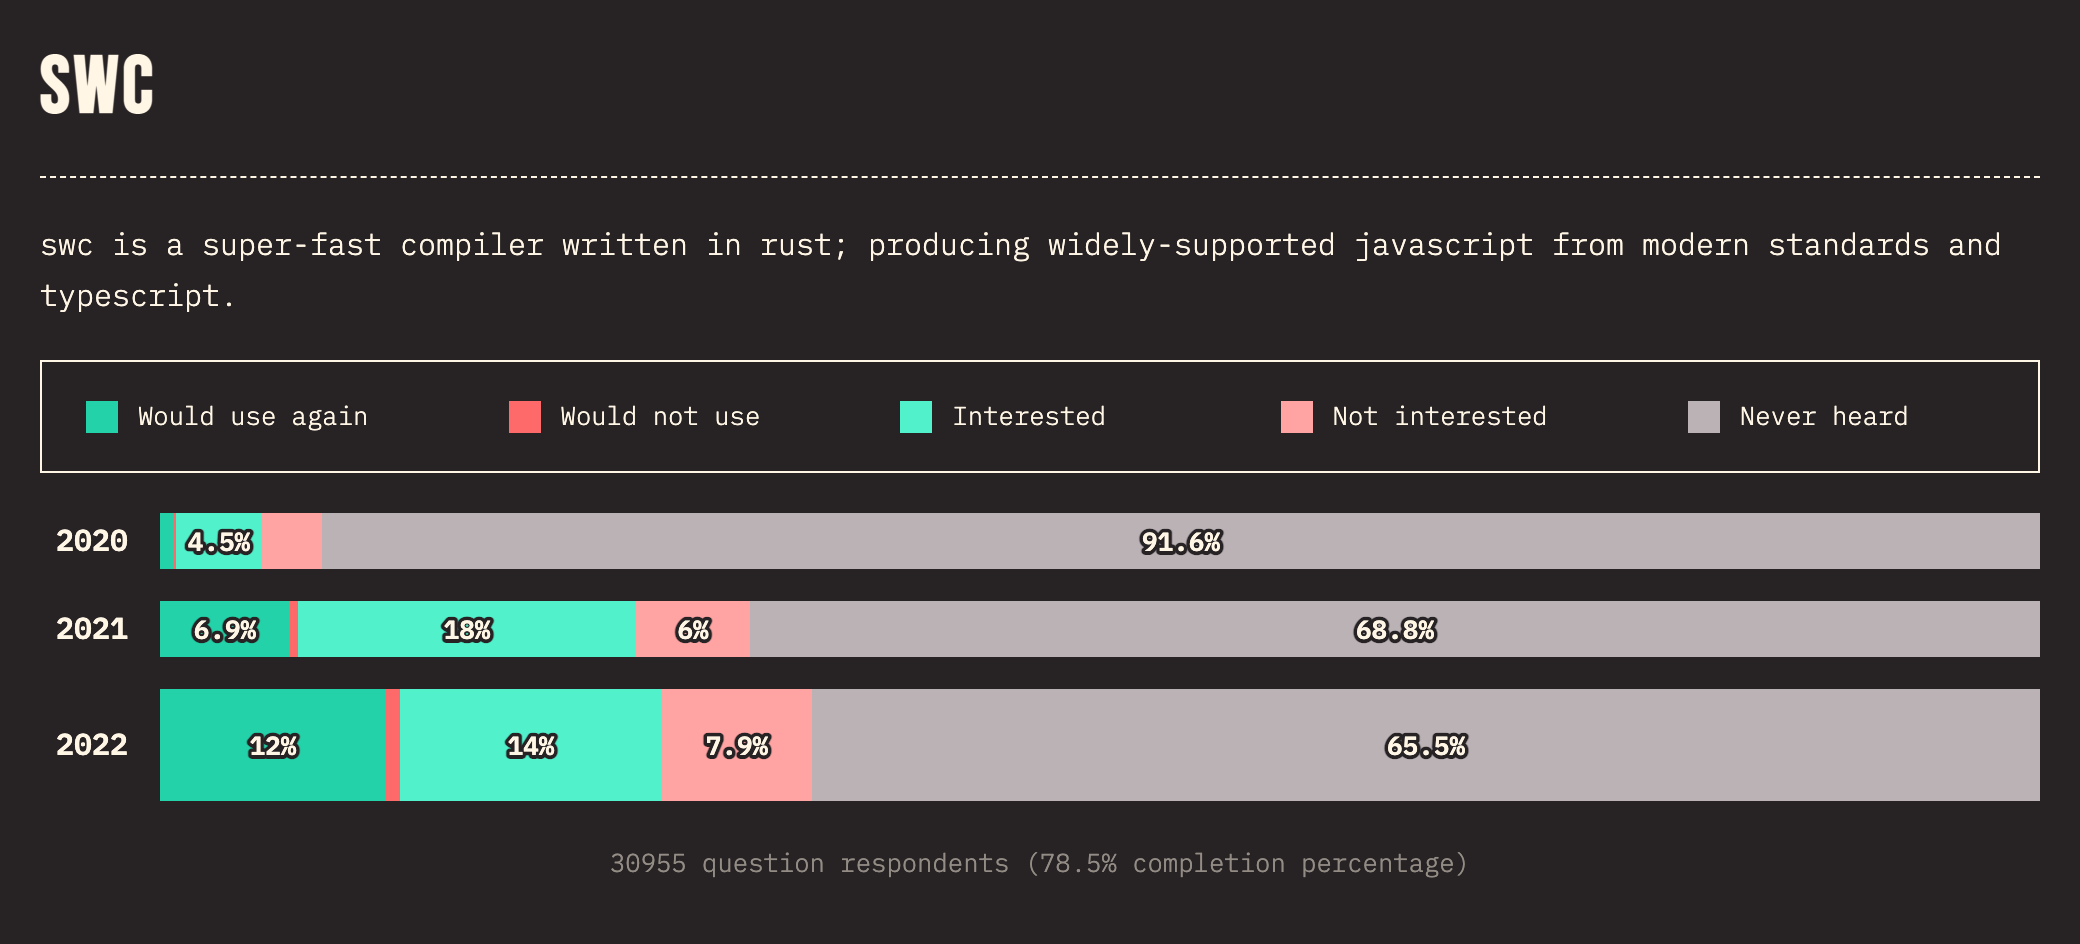 SWC
swc is a super-fast compiler written in rust; producing widely-supported javascript from modern standards and
typescript.
Would use again Would not use Interested Not interested Never heard
2020 4.5% 91.6%
2021 6.9% 18% 6% 68.8%
2022 12% 14% 7.9% 65.5%
30955 question respondents (78.5% completion percentage)